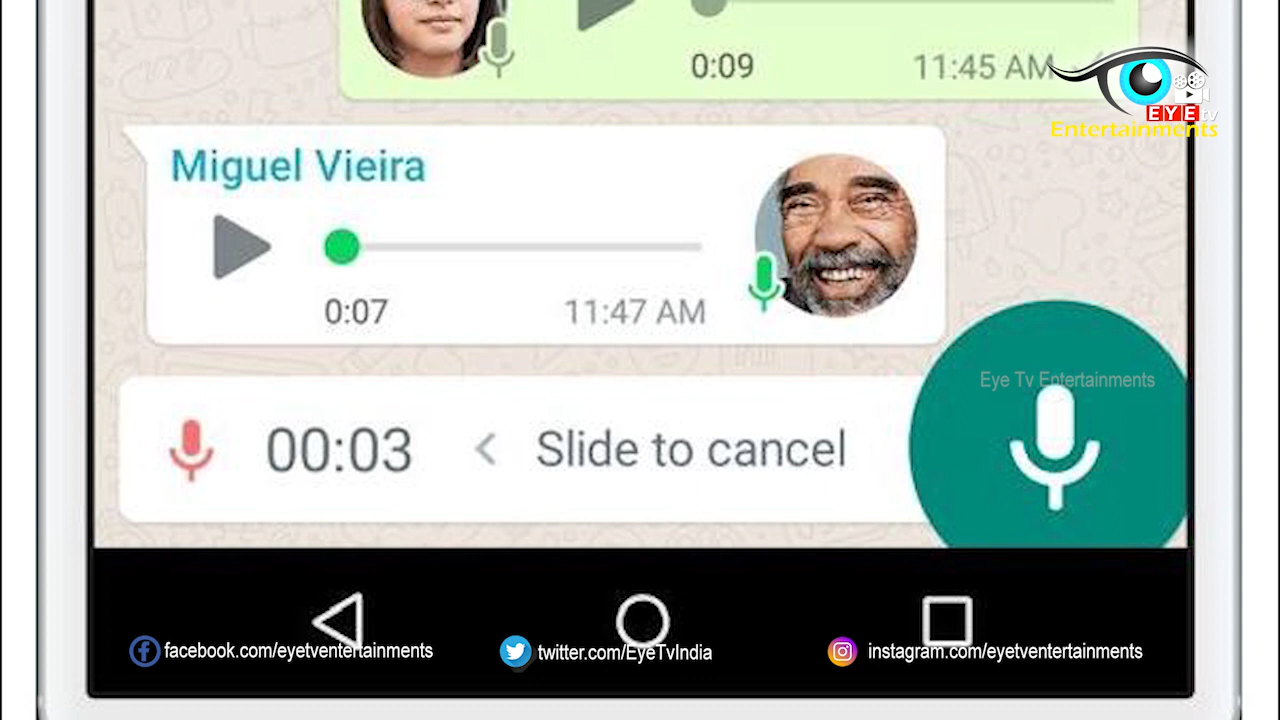 0:09
11:45 AM
EYE tv
Entertainments
Miguel Vieira
0:07
11:47 AM
Eye Tv Entertainments
00:03
< Slide to cancel
facebook.com/eyetventertainments
twitter.com/EyeTvIndia
instagram.com/eyetventertainments